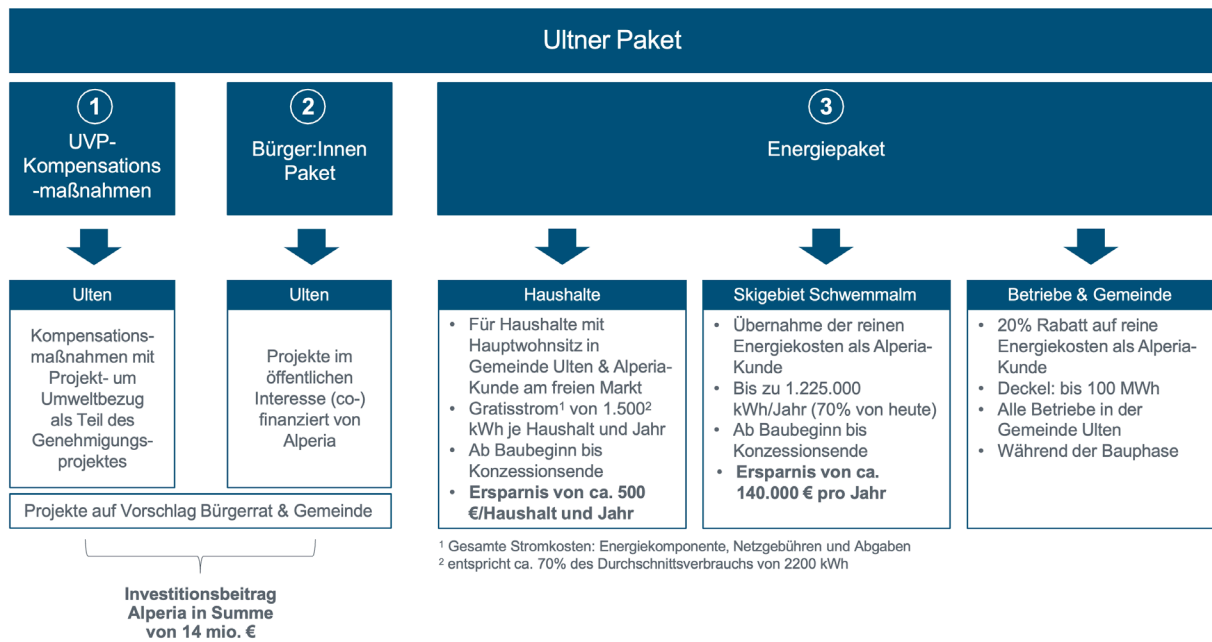 Ultner Paket
1
UVP-
Kompensations
-maßnahmen
2
Bürger:Innen
Paket
3
Energiepaket
Ulten
Kompensations-
maßnahmen mit
Projekt- um
Umweltbezug
als Teil des
Genehmigungs-
projektes
Ulten
Projekte im
öffentlichen
Interesse (co-)
finanziert von
Alperia
Projekte auf Vorschlag Bürgerrat & Gemeinde
Investitionsbeitrag
Alperia in Summe
von 14 mio. €
Haushalte
• Für Haushalte mit
Hauptwohnsitz in
Gemeinde Ulten & Alperia-
Kunde am freien Markt
• Gratisstrom¹ von 1.500²
kWh je Haushalt und Jahr
• Ab Baubeginn bis
Konzessionsende
• Ersparnis von ca. 500
€/Haushalt und Jahr
Skigebiet Schwemmalm
• Übernahme der reinen
Energiekosten als Alperia-
Kunde
• Bis zu 1.225.000
kWh/Jahr (70% von heute)
• Ab Baubeginn bis
Konzessionsende
• Ersparnis von ca.
140.000 € pro Jahr
Betriebe & Gemeinde
• 20% Rabatt auf reine
Energiekosten als Alperia-
Kunde
• Deckel: bis 100 MWh
• Alle Betriebe in der
Gemeinde Ulten
• Während der Bauphase
¹ Gesamte Stromkosten: Energiekomponente, Netzgebühren und Abgaben
² entspricht ca. 70% des Durchschnittsverbrauchs von 2200 kWh